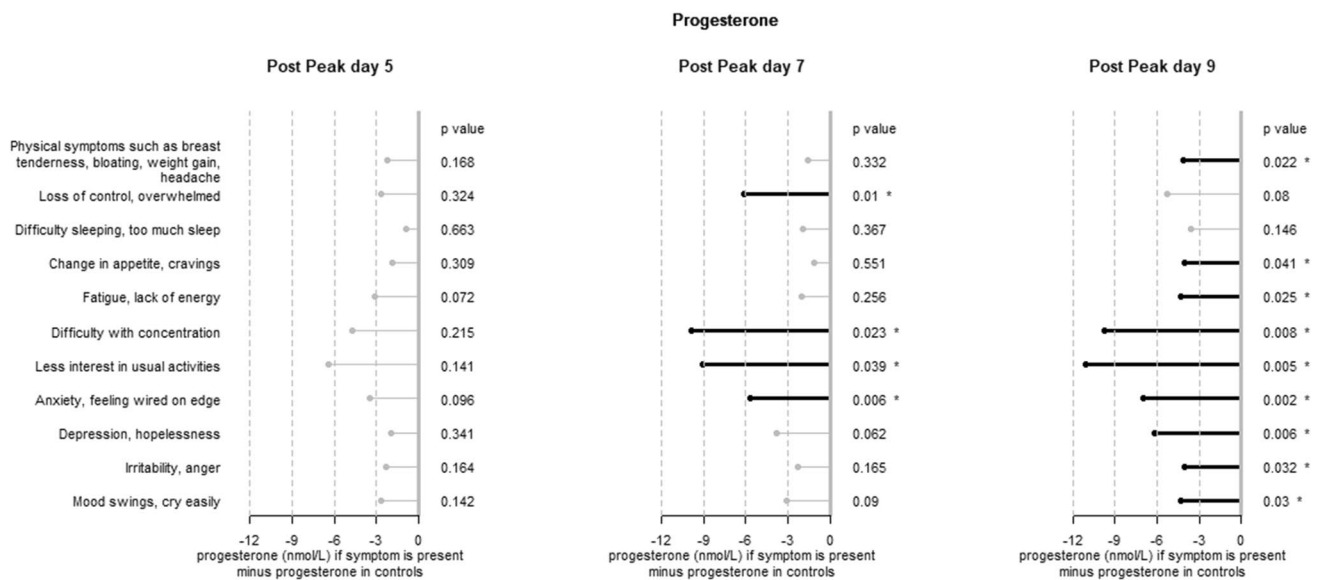 Progesterone
Post Peak day 5
Post Peak day 7
Post Peak day 9
p value
p value
p value
Physical symptoms such as breast
tenderness, bloating, weight gain,
headache
0.168
0.332
0.022 *
Loss of control, overwhelmed
0.324
0.01 *
0.08
Difficulty sleeping, too much sleep
0.663
0.367
0.146
Change in appetite, cravings
0.309
0.551
0.041 *
Fatigue, lack of energy
0.072
0.256
0.025 *
Difficulty with concentration
0.215
0.023 *
0.008 *
Less interest in usual activities
0.141
0.039 *
0.005 *
Anxiety, feeling wired on edge
0.096
0.006 *
0.002 *
Depression, hopelessness
0.341
0.062
0.006 *
Irritability, anger
0.164
0.165
0.032 *
Mood swings, cry easily
0.142
0.09
0.03 *
-12 -9 -6 -3 0
progesterone (nmol/L) if symptom is present
minus progesterone in controls
-12 -9 -6 -3 0
progesterone (nmol/L) if symptom is present
minus progesterone in controls
-12 -9 -6 -3 0
progesterone (nmol/L) if symptom is present
minus progesterone in controls